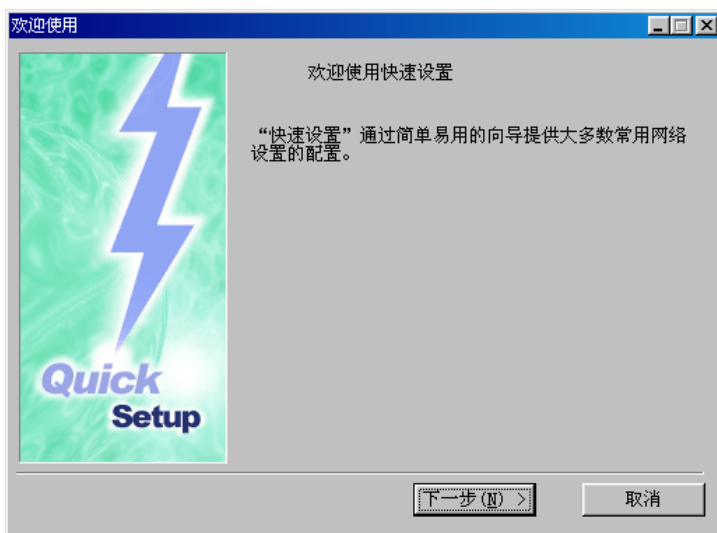 欢迎使用
欢迎使用快速设置
“快速设置”通过简单易用的向导提供大多数常用网络
设置的配置。
Quick
Setup
下一步(N) >
取消